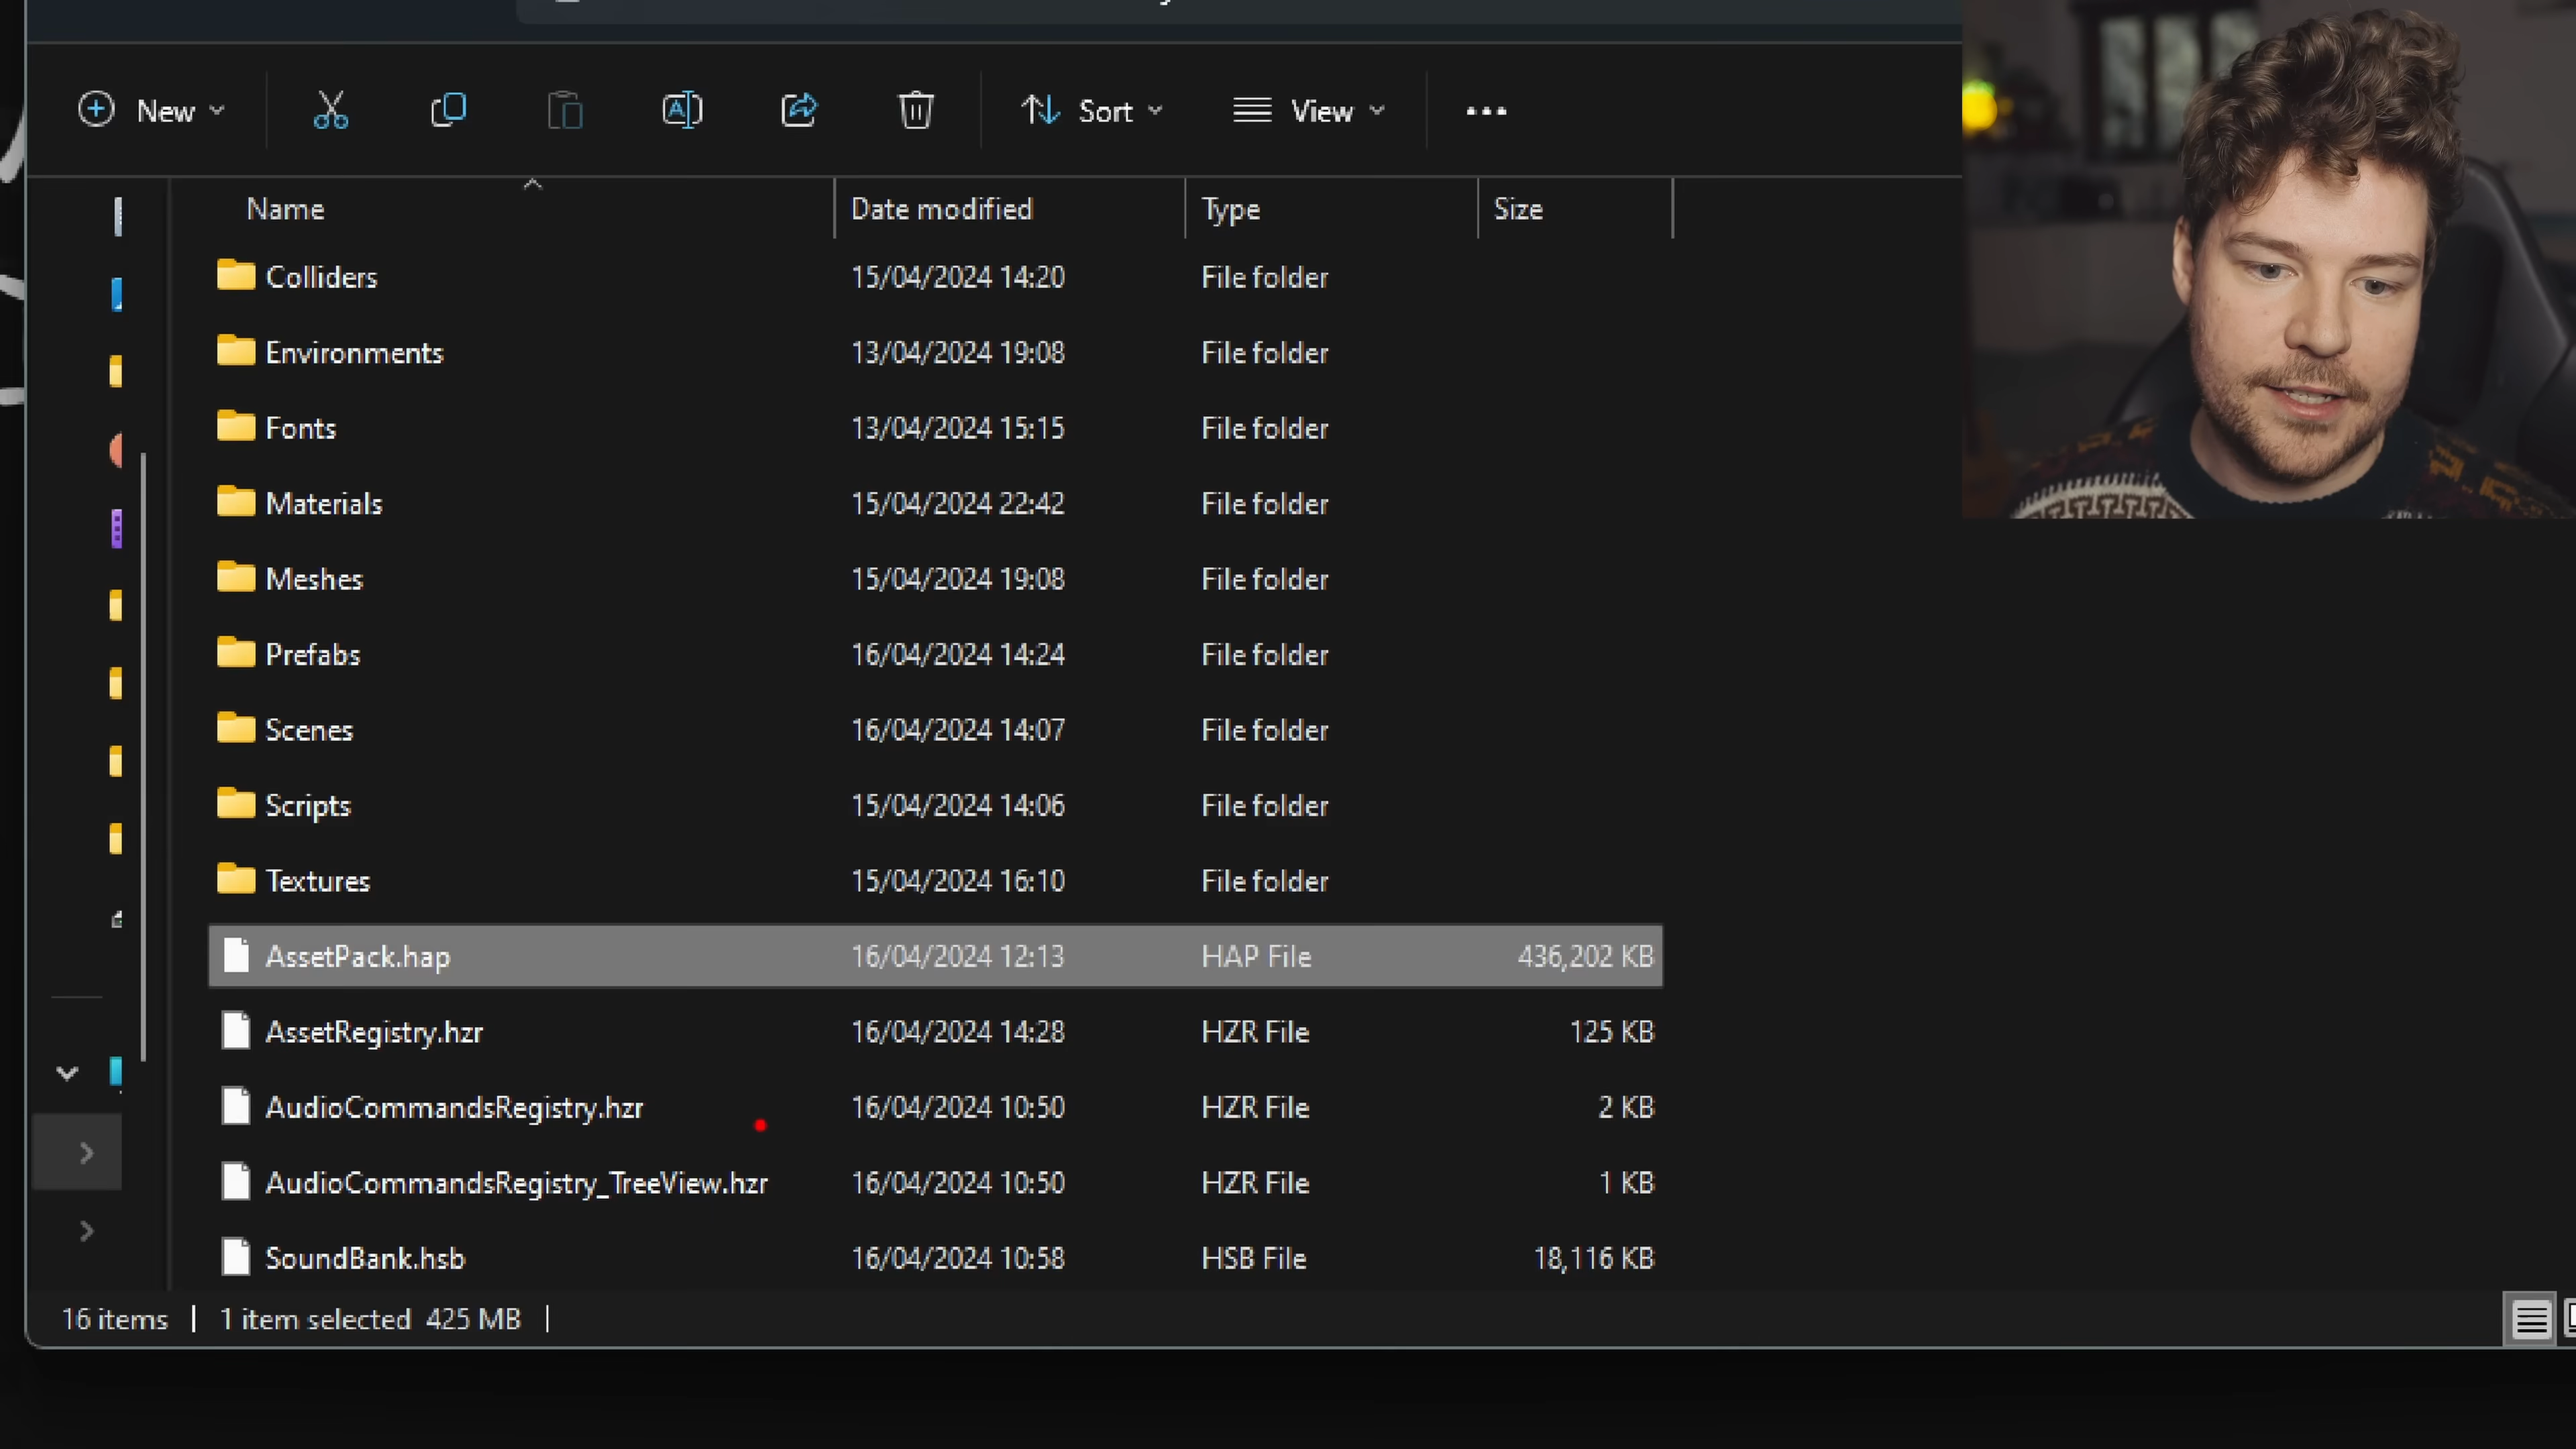 New
Sort
View
Name Date modified Type Size
Colliders 15/04/2024 14:20 File folder
Environments 13/04/2024 19:08 File folder
Fonts 13/04/2024 15:15 File folder
Materials 15/04/2024 22:42 File folder
Meshes 15/04/2024 19:08 File folder
Prefabs 16/04/2024 14:24 File folder
Scenes 16/04/2024 14:07 File folder
Scripts 15/04/2024 14:06 File folder
Textures 15/04/2024 16:10 File folder
AssetPack.hap 16/04/2024 12:13 HAP File 436,202 KB
AssetRegistry.hzr 16/04/2024 14:28 HZR File 125 KB
AudioCommandsRegistry.hzr 16/04/2024 10:50 HZR File 2 KB
AudioCommandsRegistry_TreeView.hzr 16/04/2024 10:50 HZR File 1 KB
SoundBank.hsb 16/04/2024 10:58 HSB File 18,116 KB
16 items | 1 item selected 425 MB |